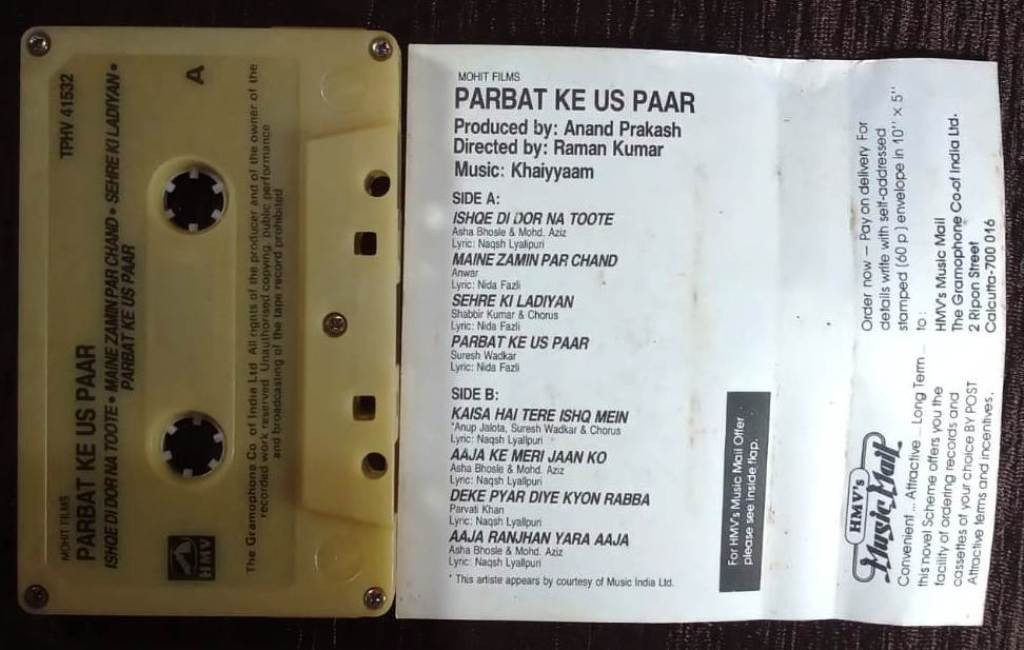 MOHIT FILMS
PARBAT KE US PAAR
ISHQE DI DOR NA TOOTE • MAINE ZAMIN PAR CHAND • SEHRE KI LADIYAN •
PARBAT KE US PAAR
TPHV 41532
A
HMV
The Gramophone Co. of India Ltd. All rights of the producer and of the owner of the
recorded work reserved. Unauthorised copying, public performance
and broadcasting of the tape record prohibited
MOHIT FILMS
PARBAT KE US PAAR
Produced by: Anand Prakash
Directed by: Raman Kumar
Music: Khaiyyaam
SIDE A:
ISHQE DI DOR NA TOOTE
Asha Bhosle & Mohd. Aziz
Lyric: Naqsh Lyallpuri
MAINE ZAMIN PAR CHAND
Anwar
Lyric: Nida Fazli
SEHRE KI LADIYAN
Shabbir Kumar & Chorus
Lyric: Nida Fazli
PARBAT KE US PAAR
Suresh Wadkar
Lyric: Nida Fazli
SIDE B:
KAISA HAI TERE ISHQ MEIN
*Anup Jalota, Suresh Wadkar & Chorus
Lyric: Naqsh Lyallpuri
AAJA KE MERI JAAN KO
Asha Bhosle & Mohd. Aziz
Lyric: Naqsh Lyallpuri
DEKE PYAR DIYE KYON RABBA
Parvati Khan
Lyric: Naqsh Lyallpuri
AAJA RANJHAN YARA AAJA
Asha Bhosle & Mohd. Aziz
Lyric: Naqsh Lyallpuri
* This artiste appears by courtesy of Music India Ltd.
For HMV's Music Mail Offer
please see inside flap.
HMV's
Music Mail
Convenient ... Attractive ... Long Term ...
this novel Scheme offers you the
facility of ordering records and
cassettes of your choice BY POST
Attractive terms and incentives.
Order now — Pay on delivery For
details write with self-addressed
stamped (60 p) envelope in 10'' × 5''
to :
HMV's Music Mail
The Gramophone Co of India Ltd.
2 Ripon Street
Calcutta-700 016